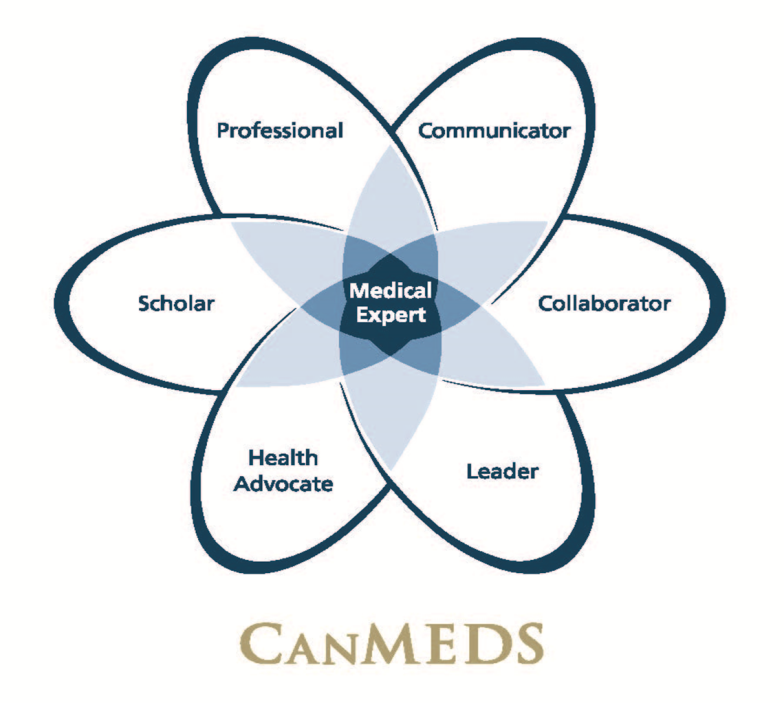 Professional
Communicator
Scholar
Medical
Expert
Collaborator
Health
Advocate
Leader
CANMEDS